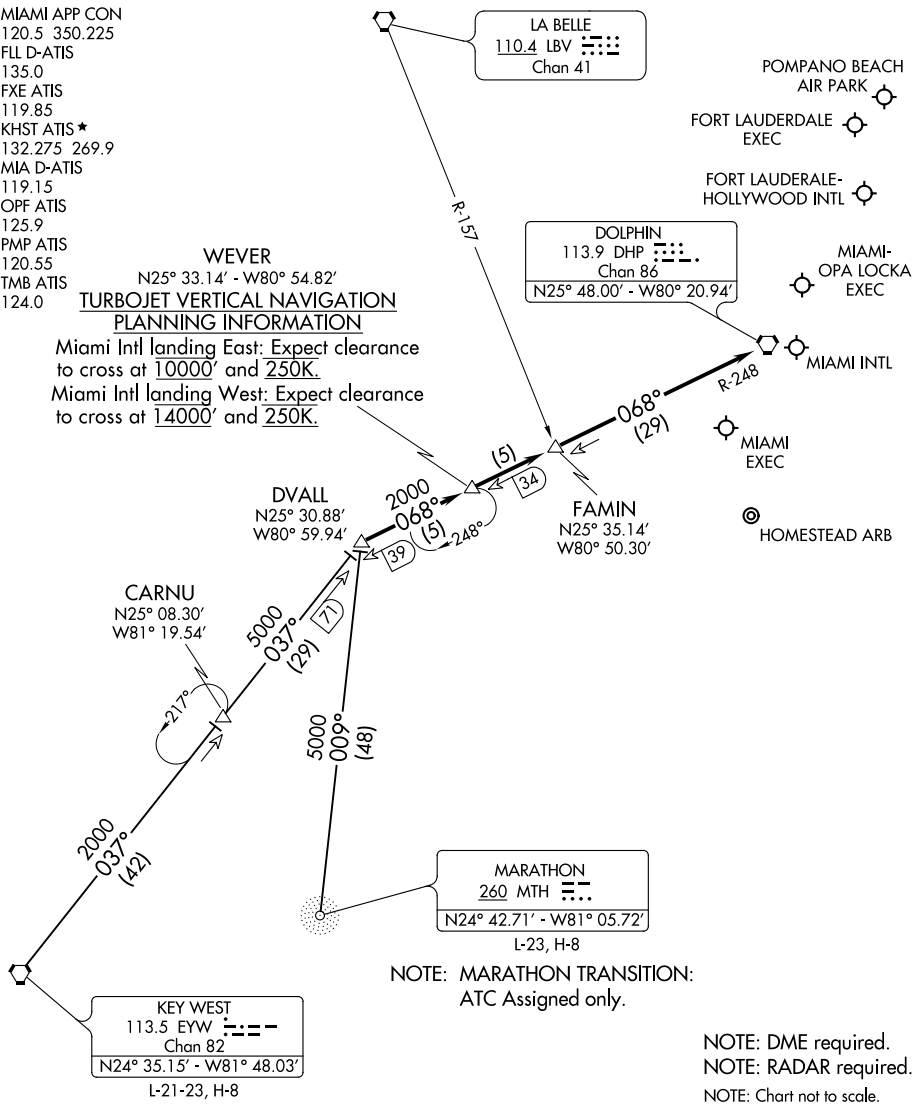 MIAMI APP CON
120.5 350.225
FLL D-ATIS
135.0
FXE ATIS
119.85
KHST ATIS ★
132.275 269.9
MIA D-ATIS
119.15
OPF ATIS
125.9
PMP ATIS
120.55
TMB ATIS
124.0
LA BELLE
110.4 LBV
Chan 41
POMPANO BEACH
AIR PARK
FORT LAUDERDALE
EXEC
FORT LAUDERALE-
HOLLYWOOD INTL
R-157
DOLPHIN
113.9 DHP
Chan 86
N25° 48.00' - W80° 20.94'
MIAMI-
OPA LOCKA
EXEC
WEVER
N25° 33.14' - W80° 54.82'
TURBOJET VERTICAL NAVIGATION
PLANNING INFORMATION
Miami Intl landing East: Expect clearance
to cross at 10000' and 250K.
Miami Intl landing West: Expect clearance
to cross at 14000' and 250K.
MIAMI INTL
R-248
068°
(29)
MIAMI
EXEC
(5)
34
FAMIN
N25° 35.14'
W80° 50.30'
HOMESTEAD ARB
DVALL
N25° 30.88'
W80° 59.94'
2000
068°
(5)
248°
39
CARNU
N25° 08.30'
W81° 19.54'
71
5000
037°
(29)
217°
5000
009°
(48)
2000
037°
(42)
MARATHON
260 MTH
N24° 42.71' - W81° 05.72'
L-23, H-8
NOTE: MARATHON TRANSITION:
ATC Assigned only.
KEY WEST
113.5 EYW
Chan 82
N24° 35.15' - W81° 48.03'
L-21-23, H-8
NOTE: DME required.
NOTE: RADAR required.
NOTE: Chart not to scale.